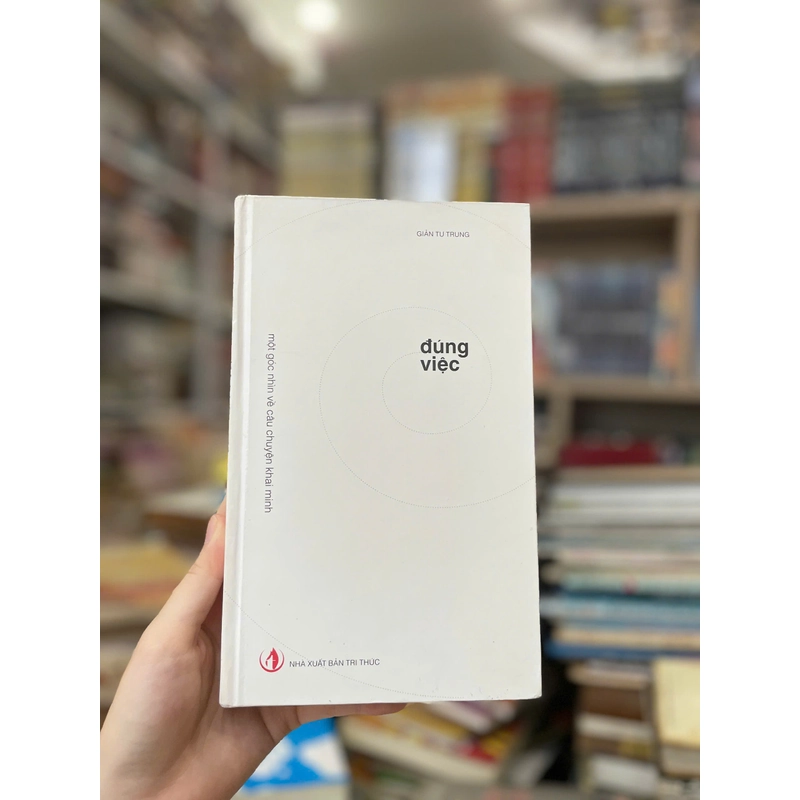 GIẢN TƯ TRUNG
đúng
việc
một góc nhìn về câu chuyện khai minh
NHÀ XUẤT BẢN TRI THỨC